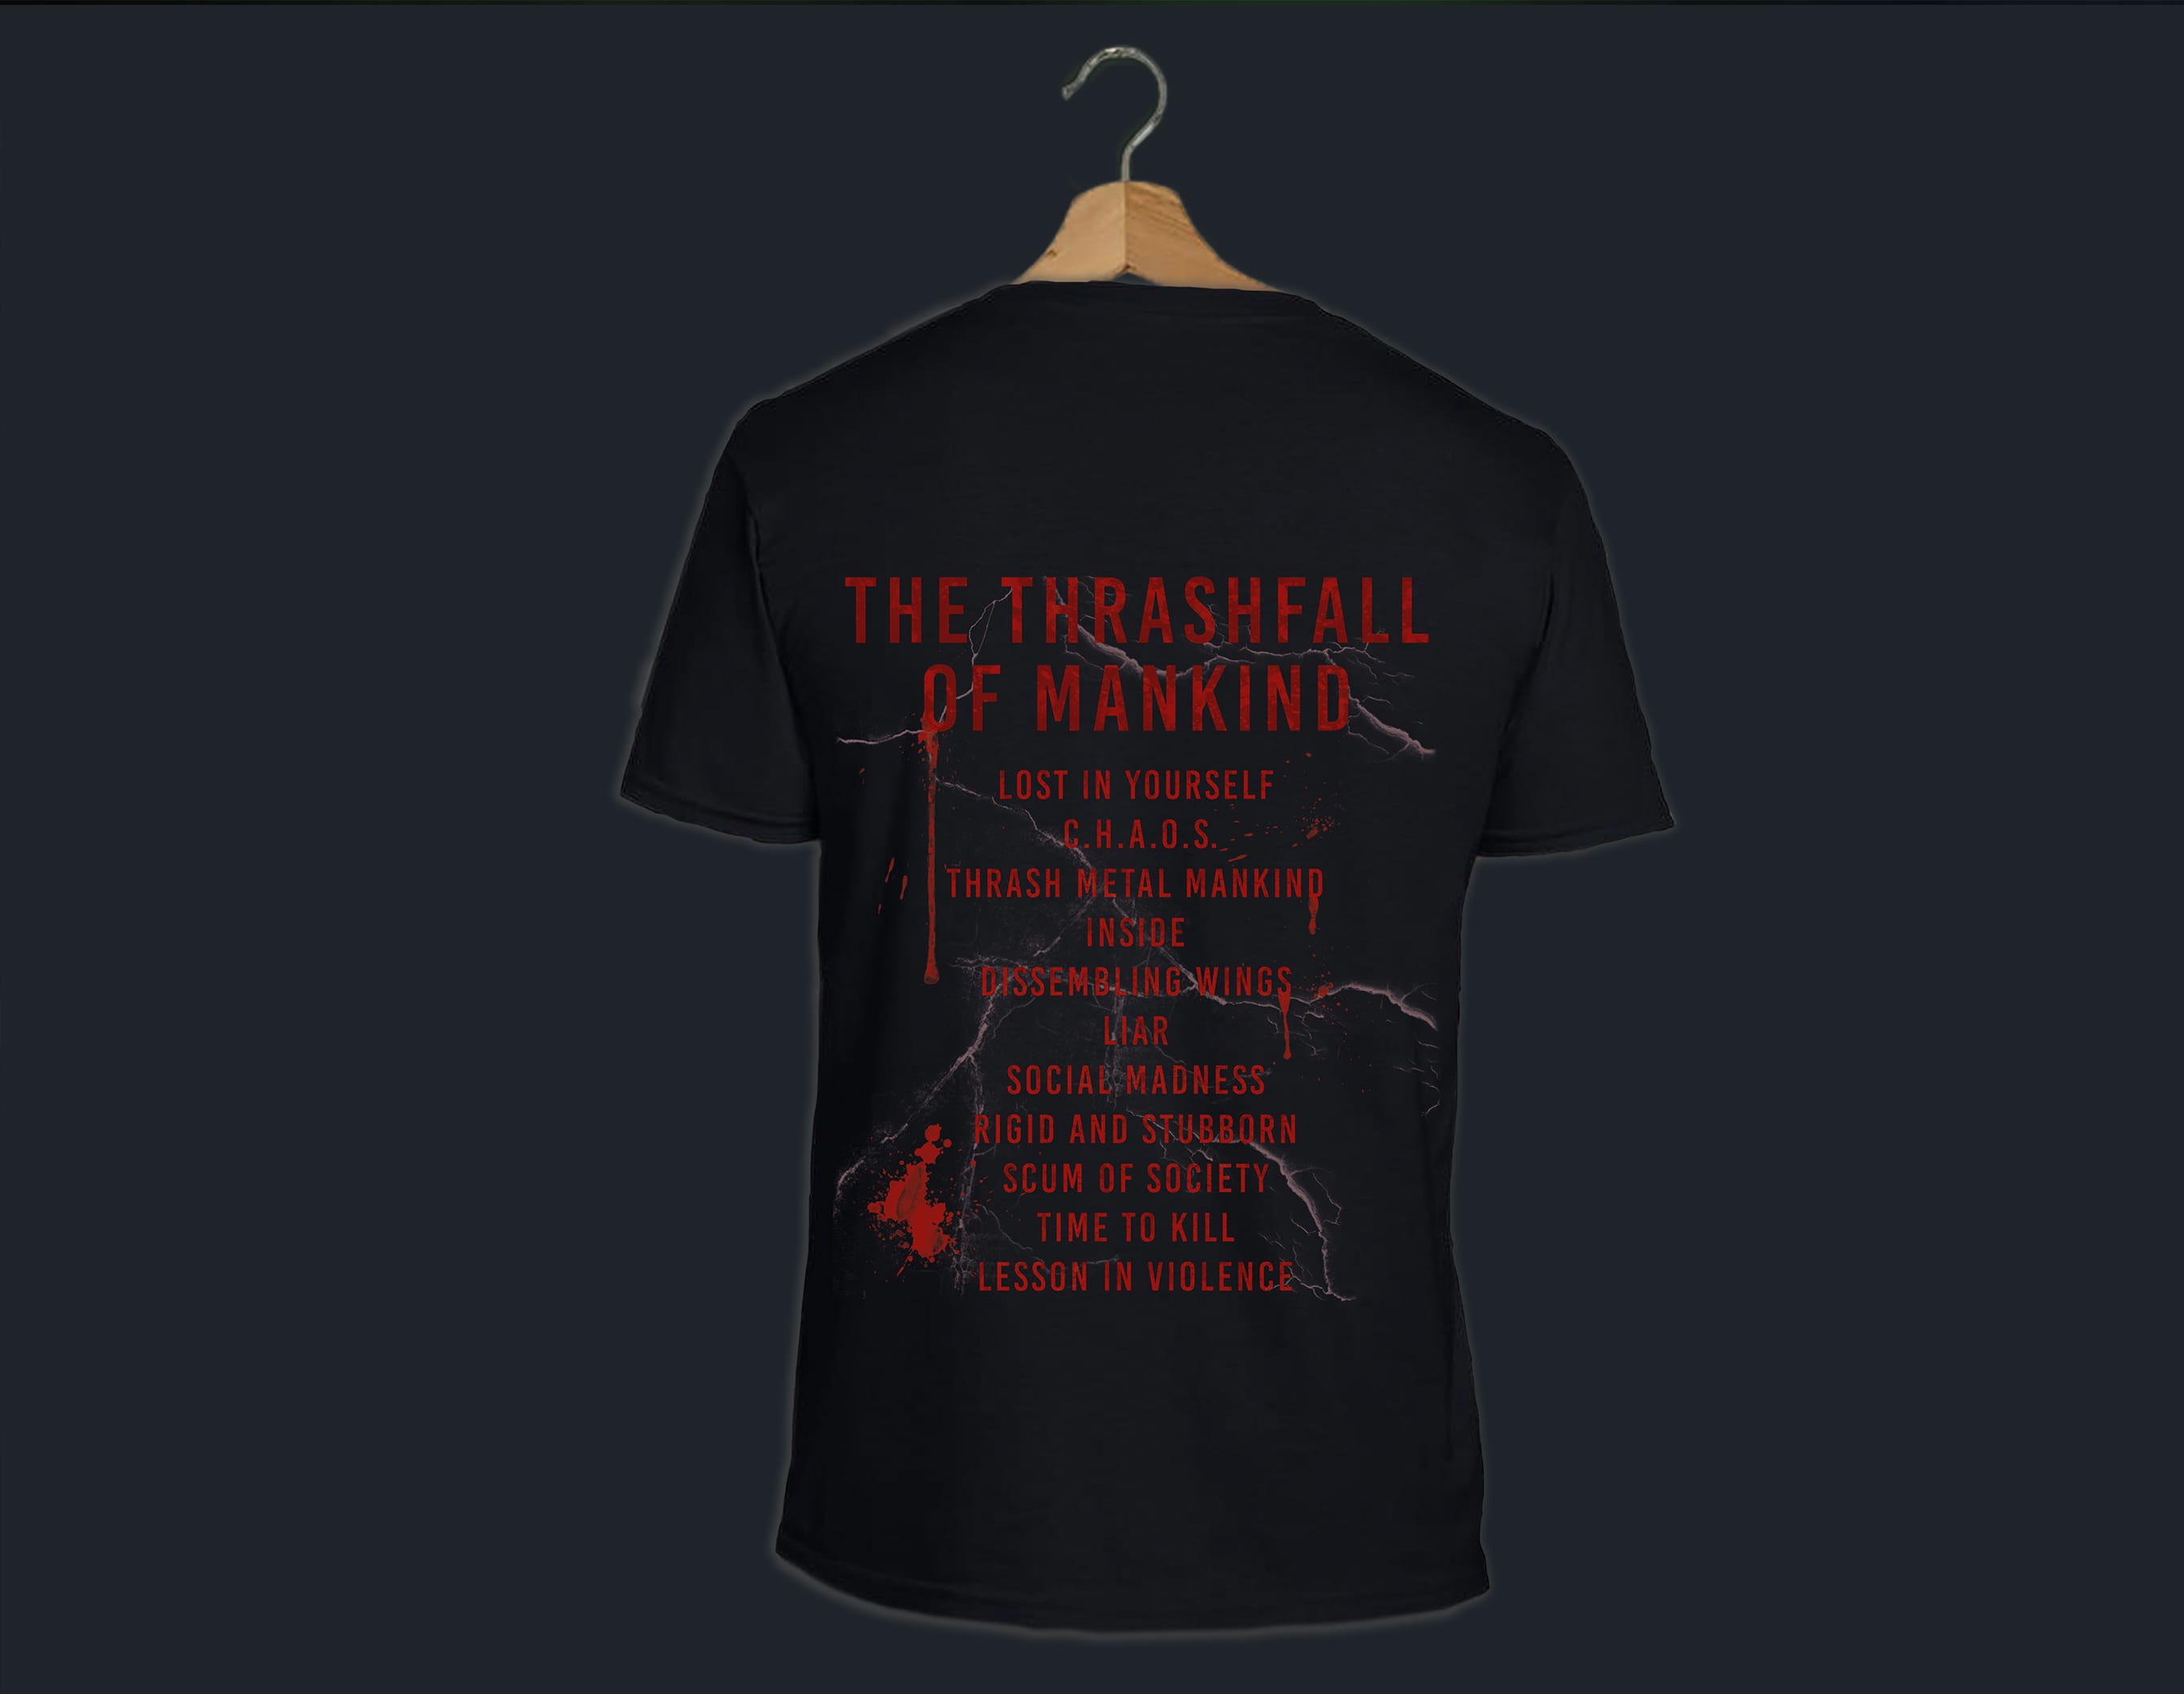 THE THRASHFALL
OF MANKIND
LOST IN YOURSELF
C.H.A.O.S.
THRASH METAL MANKIND
INSIDE
DISSEMBLING WINGS
LIAR
SOCIAL MADNESS
RIGID AND STUBBORN
SCUM OF SOCIETY
TIME TO KILL
LESSON IN VIOLENCE